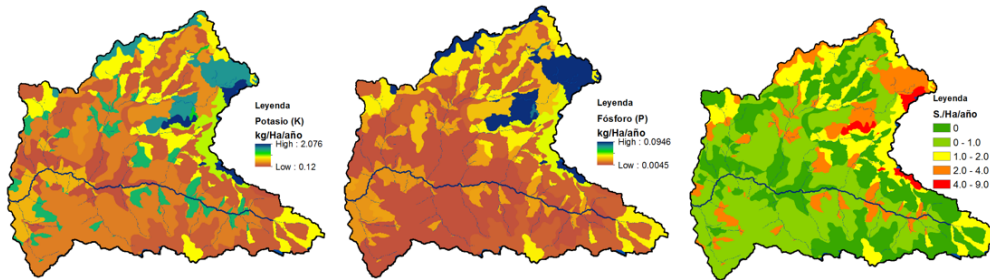 Leyenda
Potasio (K)
kg/Ha/año
High : 2.076
Low : 0.12
Leyenda
Fósforo (P)
kg/Ha/año
High : 0.0946
Low : 0.0045
Leyenda
S./Ha/año
0
0 - 1.0
1.0 - 2.0
2.0 - 4.0
4.0 - 9.0